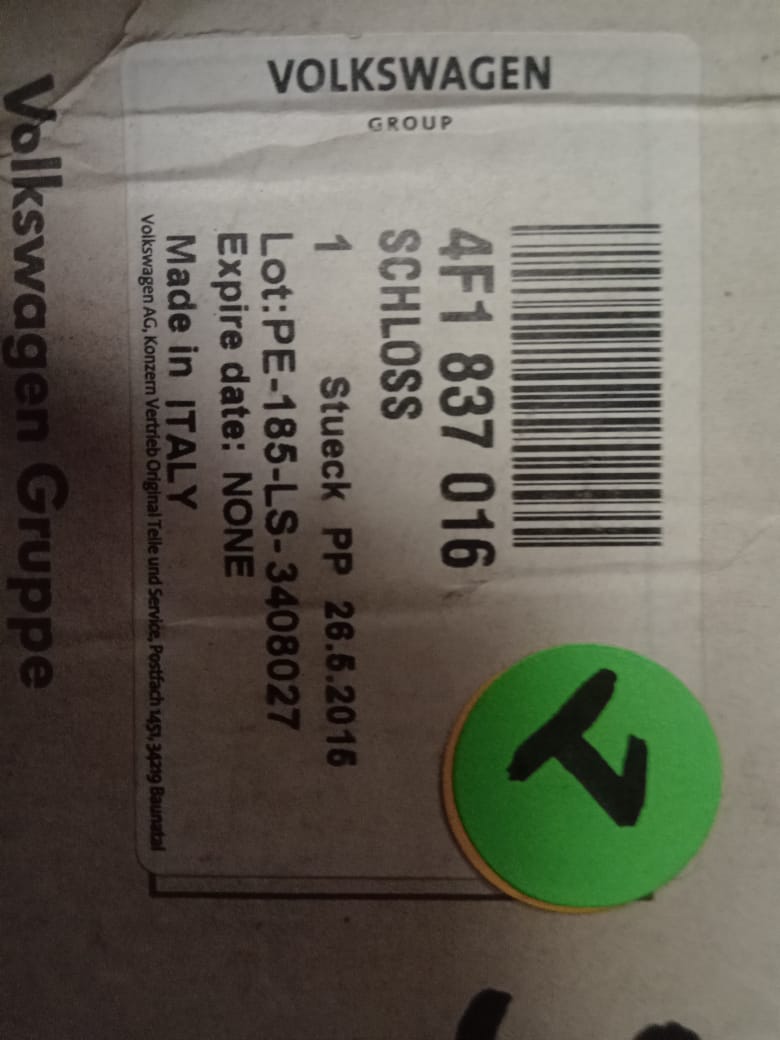 VOLKSWAGEN
GROUP
4F1 837 016
SCHLOSS
1 Stueck PP 26.5.2016
Lot:PE-185-LS-3408027
Expire date: NONE
Made in ITALY
Volkswagen AG, Konzern Vertrieb Original Teile und Service, Postfach 1451, 34209 Baunatal
Volkswagen Gruppe